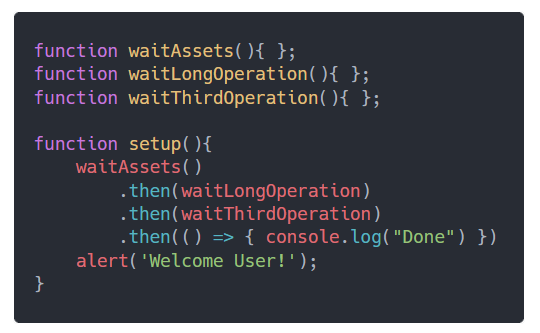 function waitAssets(){ };
function waitLongOperation(){ };
function waitThirdOperation(){ };

function setup(){
    waitAssets()
        .then(waitLongOperation)
        .then(waitThirdOperation)
        .then(() => { console.log("Done") })
    alert('Welcome User!');
}